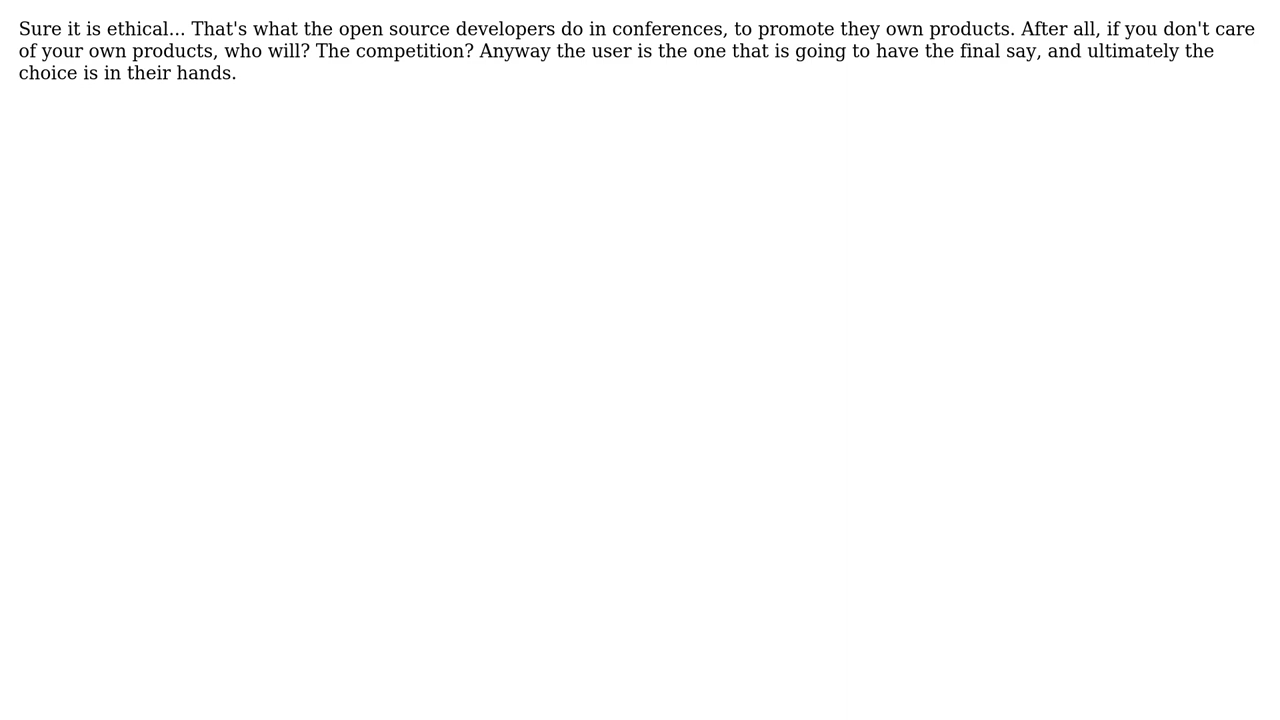 Sure it is ethical... That's what the open source developers do in conferences, to promote they own products. After all, if you don't care
of your own products, who will? The competition? Anyway the user is the one that is going to have the final say, and ultimately the
choice is in their hands.